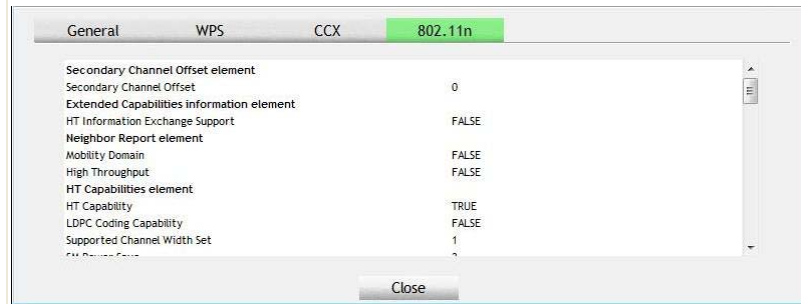 General WPS CCX 802.11n
Secondary Channel Offset element
Secondary Channel Offset 0
Extended Capabilities information element
HT Information Exchange Support FALSE
Neighbor Report element
Mobility Domain FALSE
High Throughput FALSE
HT Capabilities element
HT Capability TRUE
LDPC Coding Capability FALSE
Supported Channel Width Set 1
Close